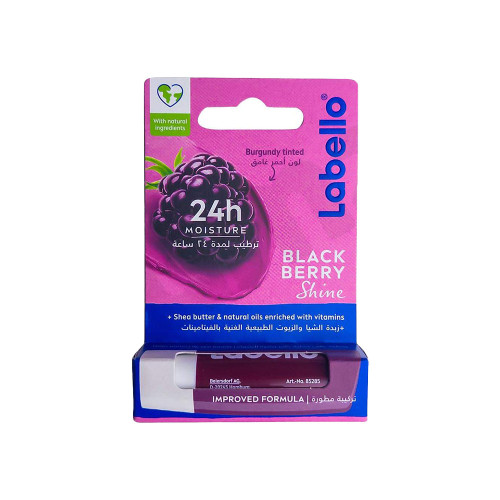 With natural
ingredients
Labello®
Burgundy tinted
لون أحمر غامق
24h
MOISTURE
ترطيب لمدة ٢٤ ساعة
BLACK
BERRY
Shine
+ Shea butter & natural oils enriched with vitamins
+زبدة الشيا والزيوت الطبيعية الغنية بالفيتامينات
Labello
Beiersdorf AG, Art.-No. 85285
D-20245 Hamburg
IMPROVED FORMULA | تركيبة مطورة